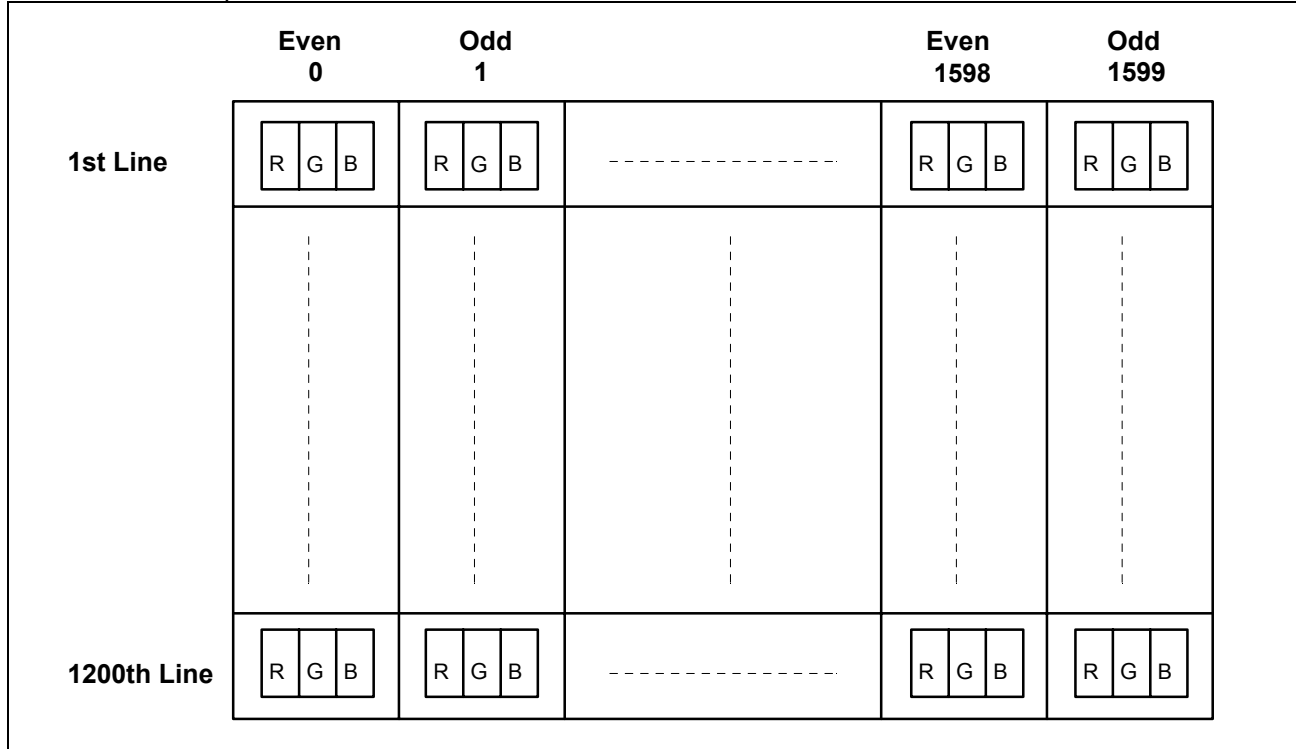 Even Odd Even Odd
0 1 1598 1599
1st Line R G B R G B R G B R G B
1200th Line R G B R G B R G B R G B